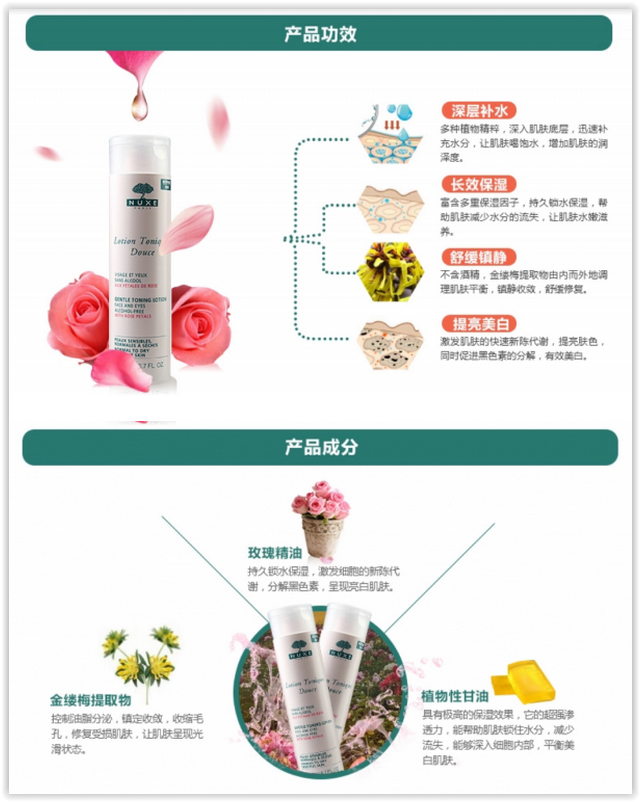 产品功效
深层补水
多种植物精粹，深入肌肤底层，迅速补
充水分，让肌肤喝饱水，增加肌肤的润
泽度。
长效保湿
富含多里保湿因子，持久锁水保湿，帮
助肌肤减少水分的流失，让肌肤水嫩滋
养。
舒缓镇静
不含酒精，金缕梅提取物由内而外地调
理肌肤平衡，镇静收敛，舒缓修复。
提亮美白
激发肌肤的快速新陈代谢，提亮肤色，
同时促进黑色素的分解，有效美白。
NUXE
PARIS
Lotion Toniq
Douce
VISAGE ET YEUX
SANS ALCOOL
AUX PETALES DE ROSE
GENTLE TONING LOTION
FACE AND EYES
ALCOHOL-FREE
WITH ROSE PETALS
PEAUX SENSIBLES,
NORMALES A SECHES
NORMAL TO DRY
SKIN
.7 FL OZ
产品成分
玫瑰精油
持久锁水保湿，激发细胞的新陈代
谢，分解黑色素，呈现亮白肌肤。
金缕梅提取物
控制油脂分泌，镇定收敛，收缩毛
孔，修复受损肌肤，让肌肤呈现光
滑状态。
NUXE
NUXE
Lotion Tonique
Douce
植物性甘油
具有极高的保湿效果，它的超强渗
透力，能帮助肌肤锁住水分，减少
流失，能够深入细胞内部，平衡美
白肌肤。